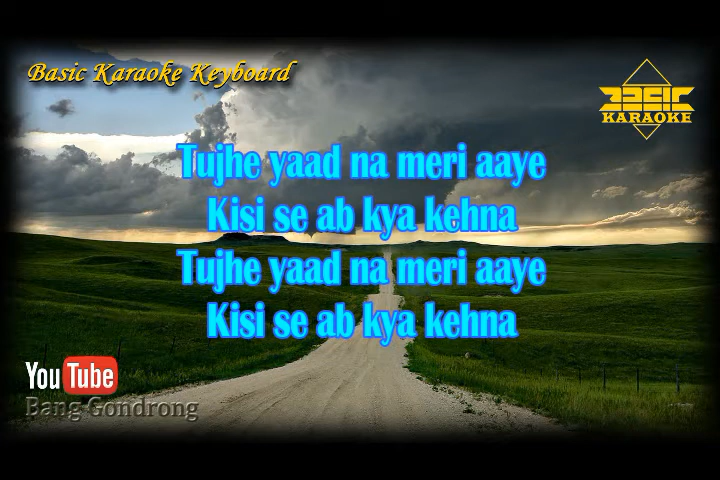 Basic Karaoke Keyboard
BASIC
KARAOKE
Tujhe yaad na meri aaye
Kisi se ab kya kehna
Tujhe yaad na meri aaye
Kisi se ab kya kehna
YouTube
Bang Gondrong